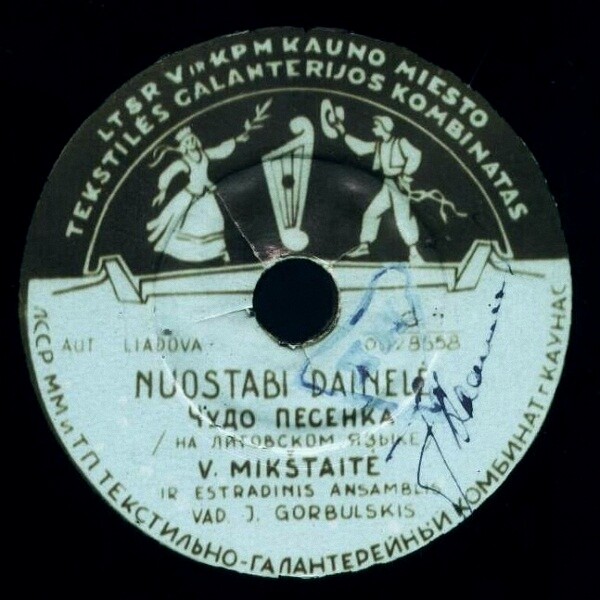 LTSR V IR KPM KAUNO MIESTO
TEKSTILĖS GALANTERIJOS KOMBINATAS
AUT LIADOVA 0028658
NUOSTABI DAINELĖ
ЧУДО ПЕСЕНКА
/ НА ЛИТОВСКОМ ЯЗЫКЕ
V. MIKŠTAITĖ
IR ESTRADINIS ANSAMBLIS
VAD. J. GORBULSKIS
ЛССР ММ и ТП ТЕКСТИЛЬНО-ГАЛАНТЕРЕЙНЫЙ КОМБИНАТ г КАУНАС